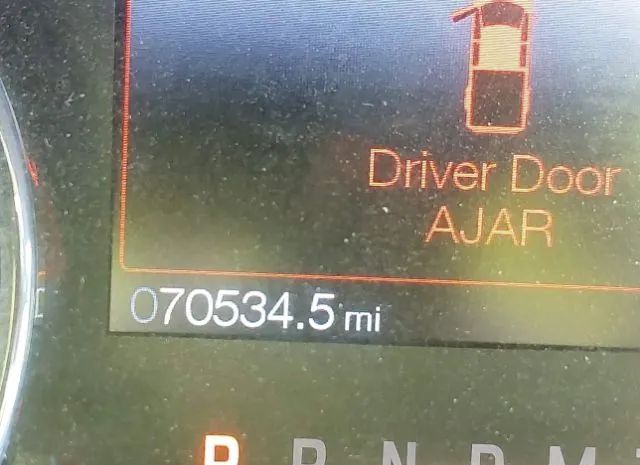 Driver Door
AJAR
070534.5 mi
P R N D M